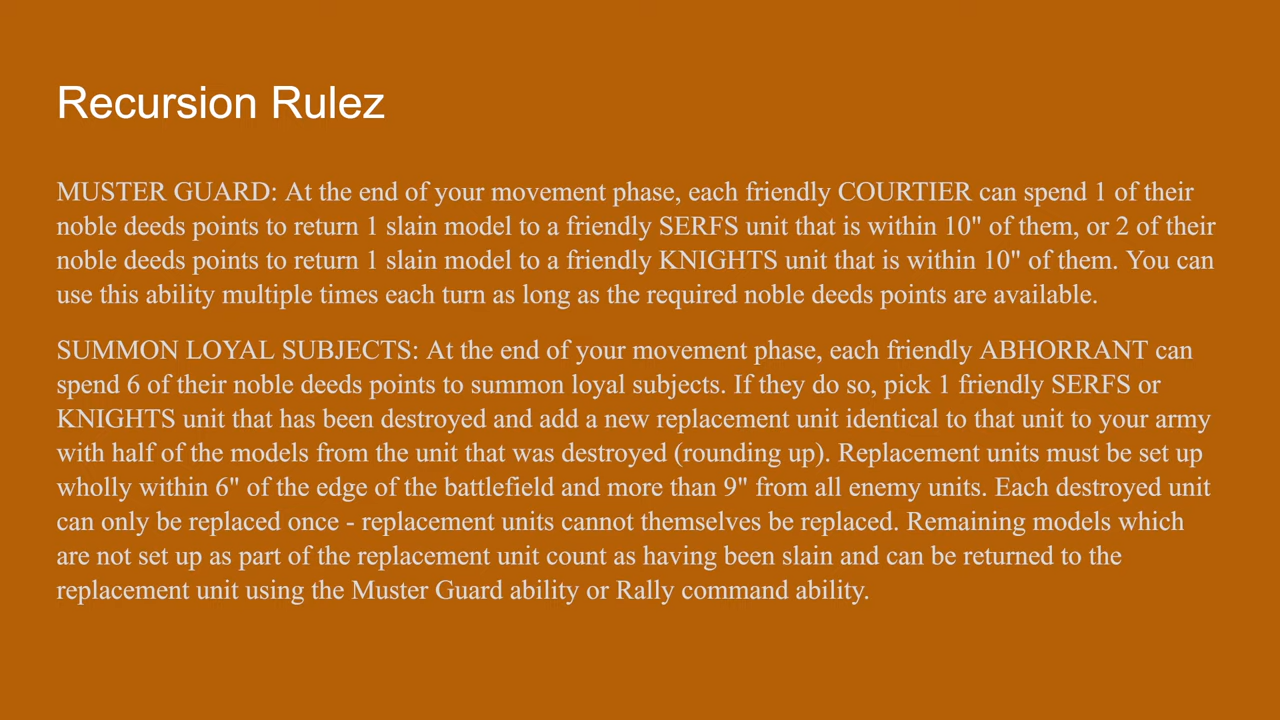 Recursion Rulez
MUSTER GUARD: At the end of your movement phase, each friendly COURTIER can spend 1 of their
noble deeds points to return 1 slain model to a friendly SERFS unit that is within 10" of them, or 2 of their
noble deeds points to return 1 slain model to a friendly KNIGHTS unit that is within 10" of them. You can
use this ability multiple times each turn as long as the required noble deeds points are available.
SUMMON LOYAL SUBJECTS: At the end of your movement phase, each friendly ABHORRANT can
spend 6 of their noble deeds points to summon loyal subjects. If they do so, pick 1 friendly SERFS or
KNIGHTS unit that has been destroyed and add a new replacement unit identical to that unit to your army
with half of the models from the unit that was destroyed (rounding up). Replacement units must be set up
wholly within 6" of the edge of the battlefield and more than 9" from all enemy units. Each destroyed unit
can only be replaced once - replacement units cannot themselves be replaced. Remaining models which
are not set up as part of the replacement unit count as having been slain and can be returned to the
replacement unit using the Muster Guard ability or Rally command ability.